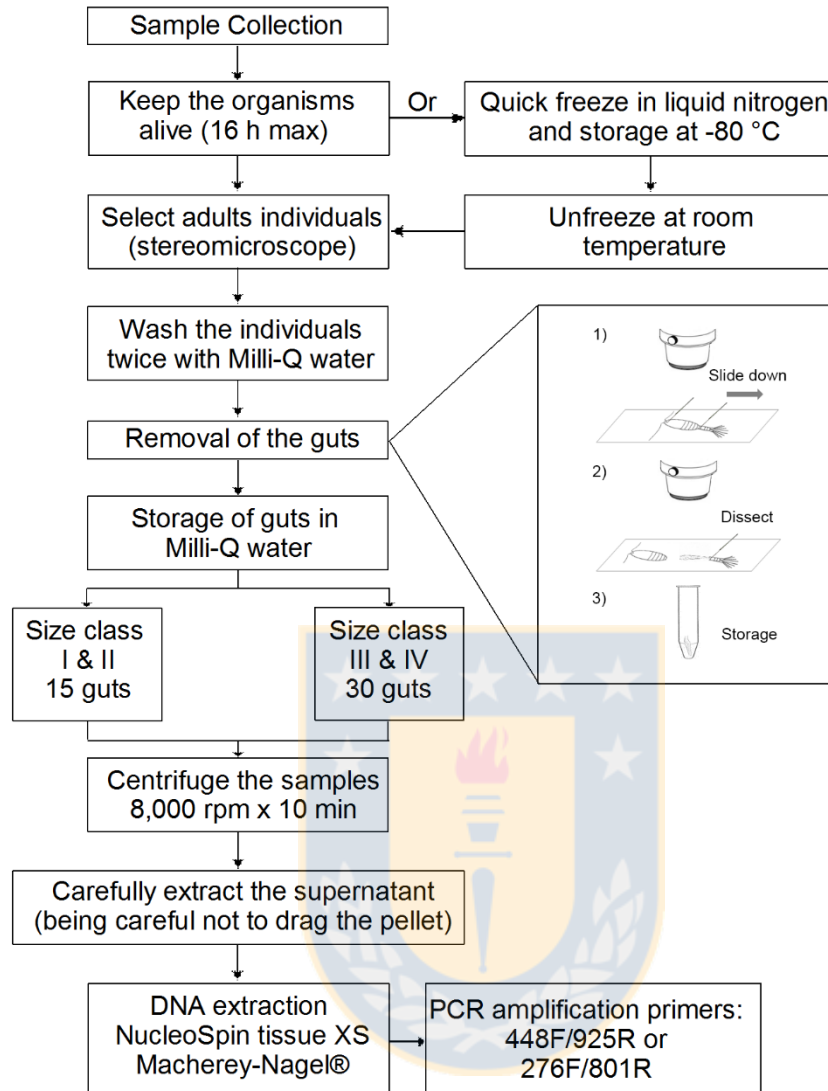 Sample Collection
Keep the organisms
alive (16 h max)
Or
Quick freeze in liquid nitrogen
and storage at -80 °C
Select adults individuals
(stereomicroscope)
Unfreeze at room
temperature
Wash the individuals
twice with Milli-Q water
Removal of the guts
1)
Slide down
2)
Dissect
3)
Storage
Storage of guts in
Milli-Q water
Size class
I & II
15 guts
Size class
III & IV
30 guts
Centrifuge the samples
8,000 rpm x 10 min
Carefully extract the supernatant
(being careful not to drag the pellet)
DNA extraction
NucleoSpin tissue XS
Macherey-Nagel®
PCR amplification primers:
448F/925R or
276F/801R